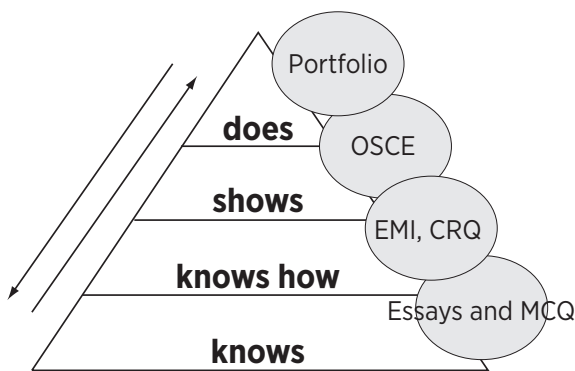 Portfolio
does
OSCE
shows
EMI, CRQ
knows how
Essays and MCQ
knows